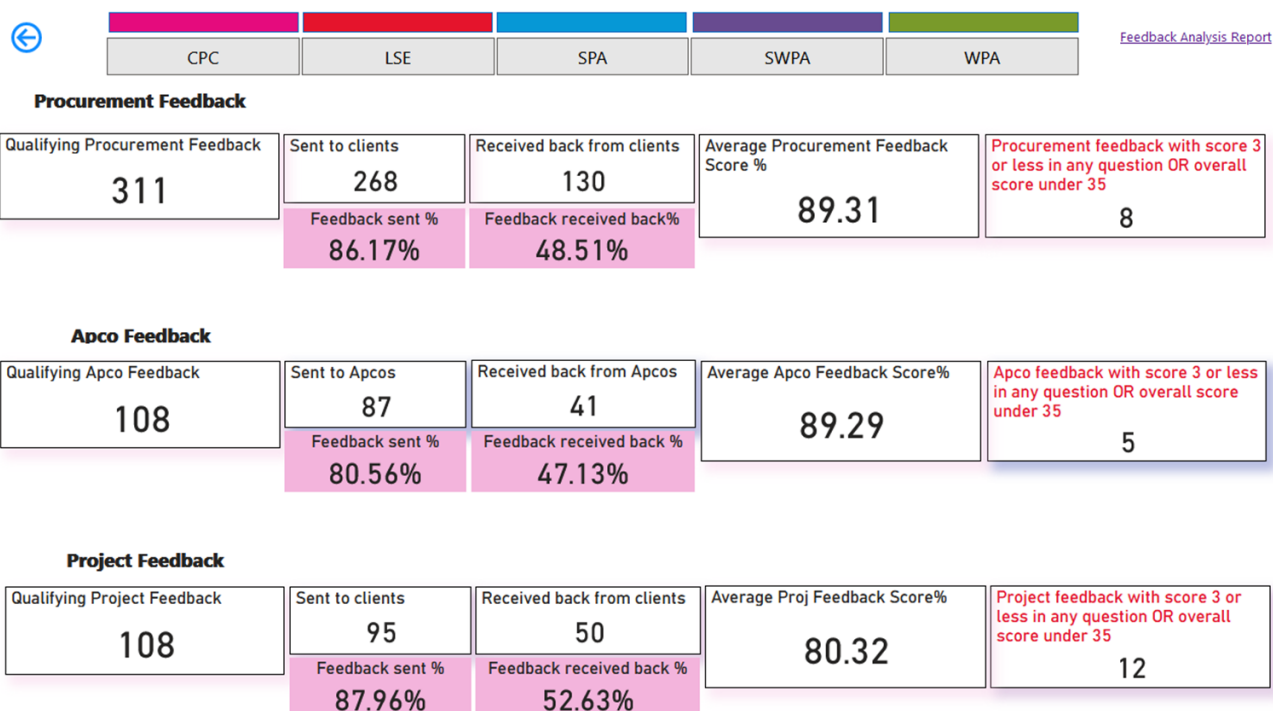 CPC LSE SPA SWPA WPA
Feedback Analysis Report
Procurement Feedback
Qualifying Procurement Feedback
311
Sent to clients
268
Feedback sent %
86.17%
Received back from clients
130
Feedback received back%
48.51%
Average Procurement Feedback
Score %
89.31
Procurement feedback with score 3
or less in any question OR overall
score under 35
8
Apco Feedback
Qualifying Apco Feedback
108
Sent to Apcos
87
Feedback sent %
80.56%
Received back from Apcos
41
Feedback received back %
47.13%
Average Apco Feedback Score%
89.29
Apco feedback with score 3 or less
in any question OR overall score
under 35
5
Project Feedback
Qualifying Project Feedback
108
Sent to clients
95
Feedback sent %
87.96%
Received back from clients
50
Feedback received back %
52.63%
Average Proj Feedback Score%
80.32
Project feedback with score 3 or
less in any question OR overall
score under 35
12